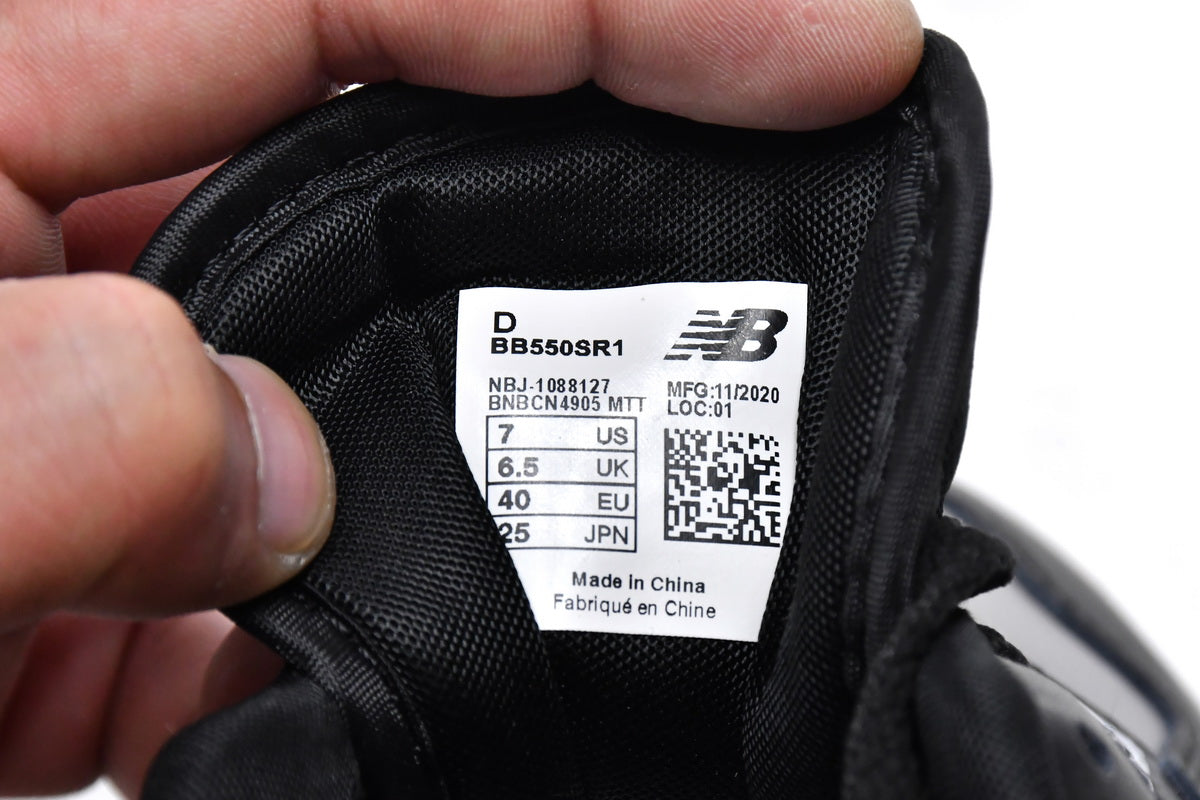 D
BB550SR1
NB
NBJ-1088127
BNBCN4905 MTT
MFG:11/2020
LOC:01
7 US
6.5 UK
40 EU
25 JPN
Made in China
Fabriqué en Chine